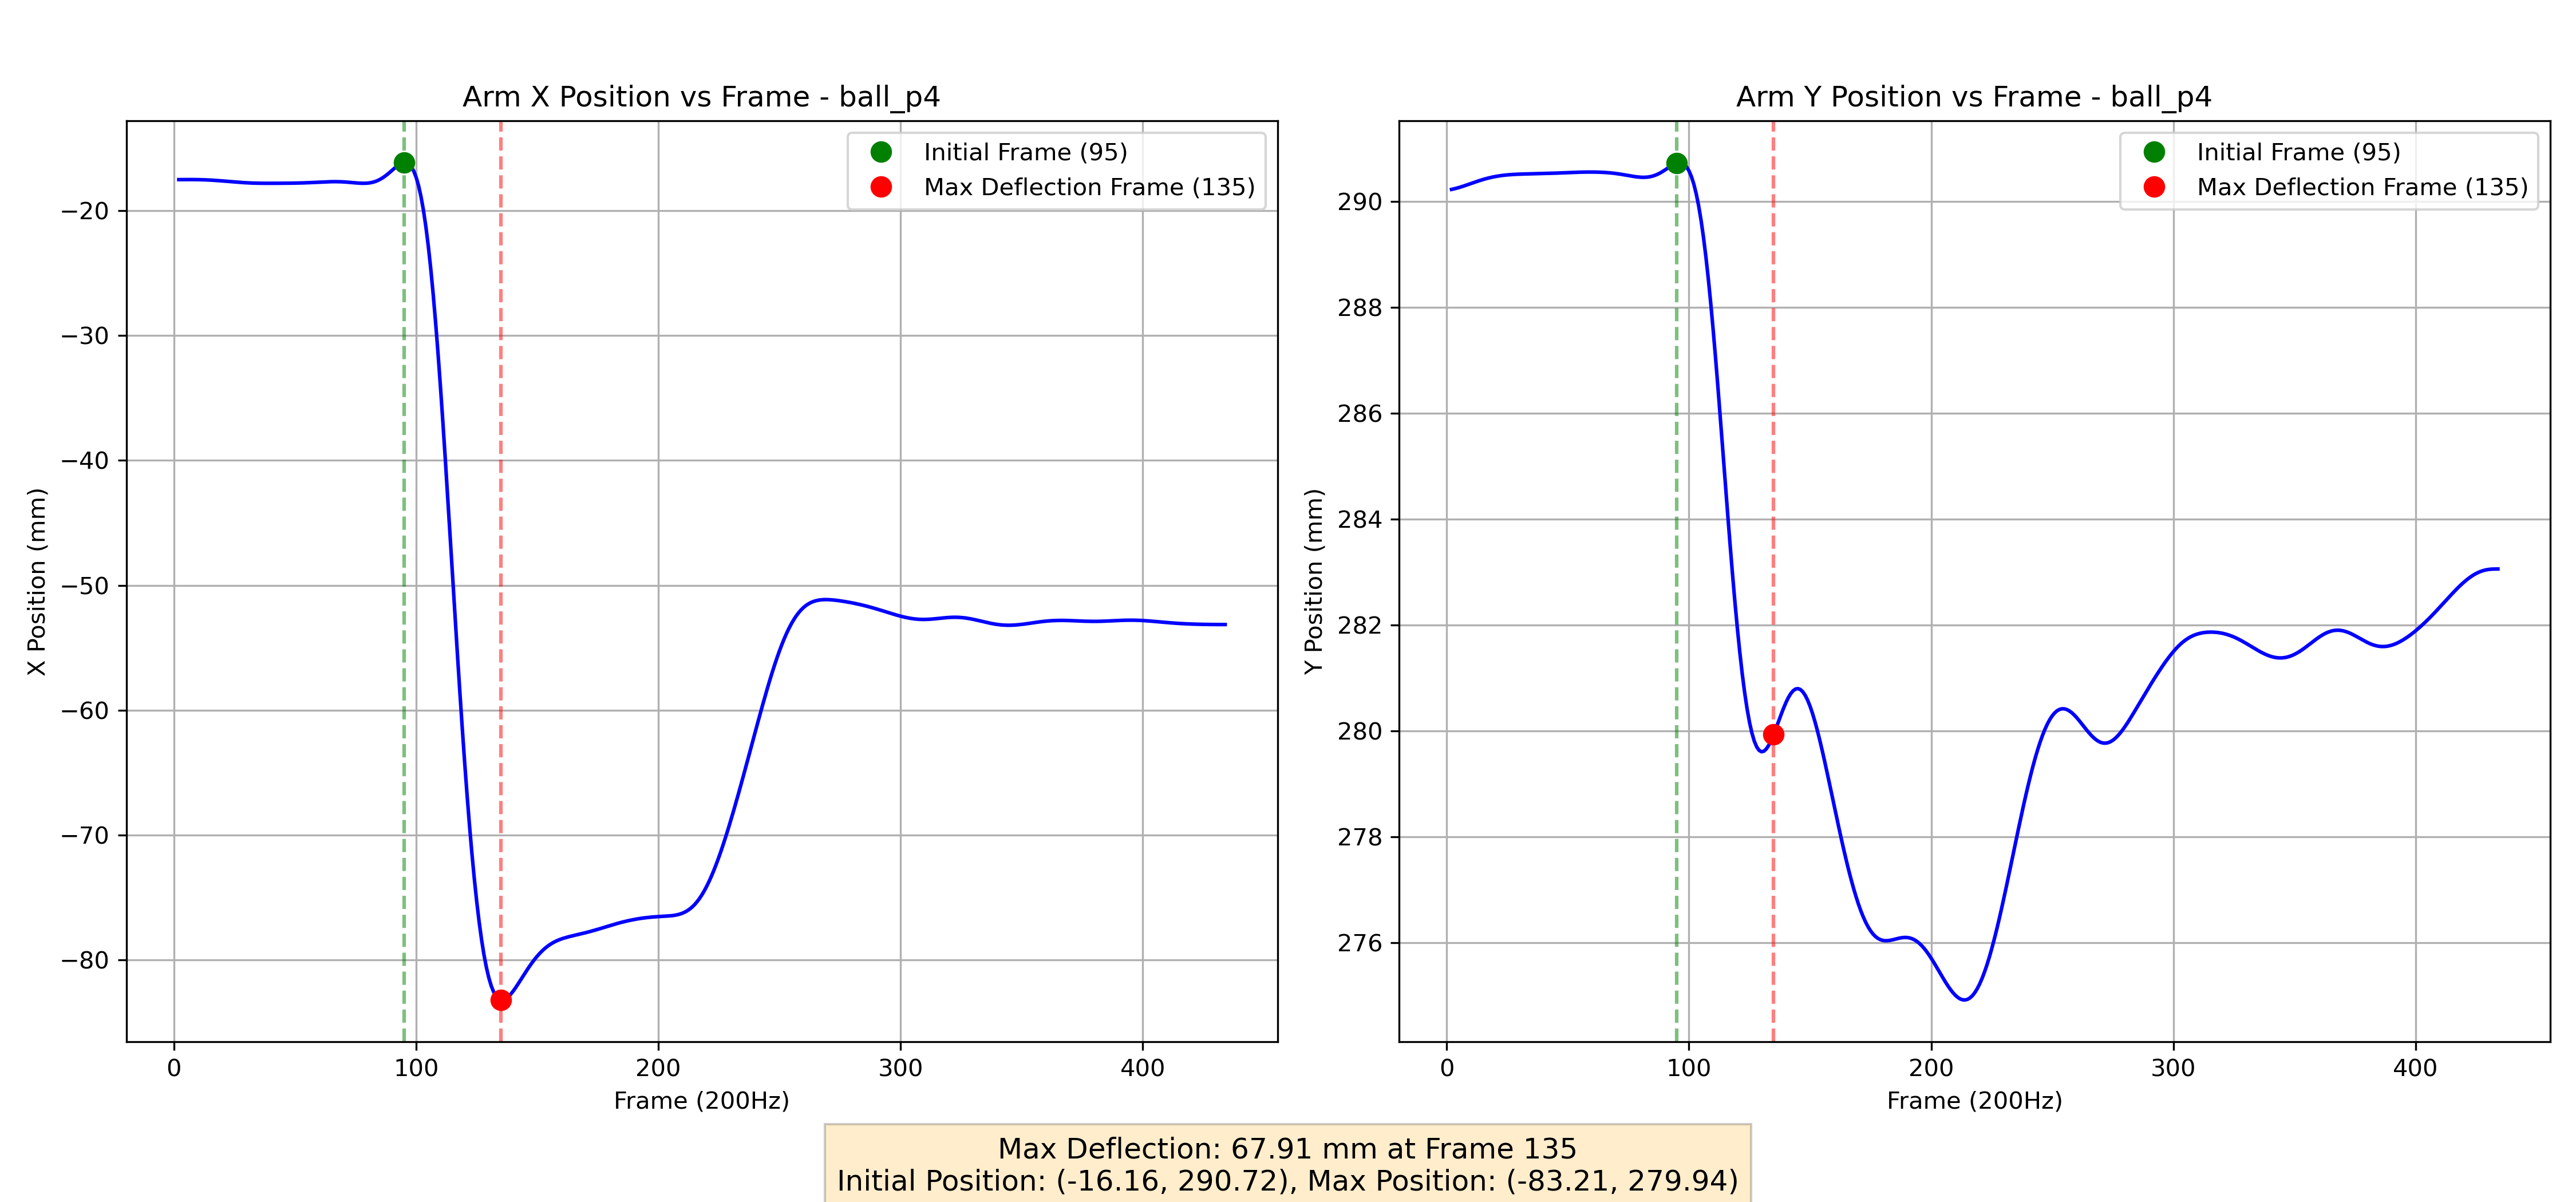 Arm X Position vs Frame - ball_p4
Initial Frame (95)
Max Deflection Frame (135)
−20
−30
−40
−50
−60
−70
−80
X Position (mm)
0
100
200
300
400
Frame (200Hz)
Arm Y Position vs Frame - ball_p4
Initial Frame (95)
Max Deflection Frame (135)
290
288
286
284
282
280
278
276
Y Position (mm)
0
100
200
300
400
Frame (200Hz)
Max Deflection: 67.91 mm at Frame 135
Initial Position: (-16.16, 290.72), Max Position: (-83.21, 279.94)